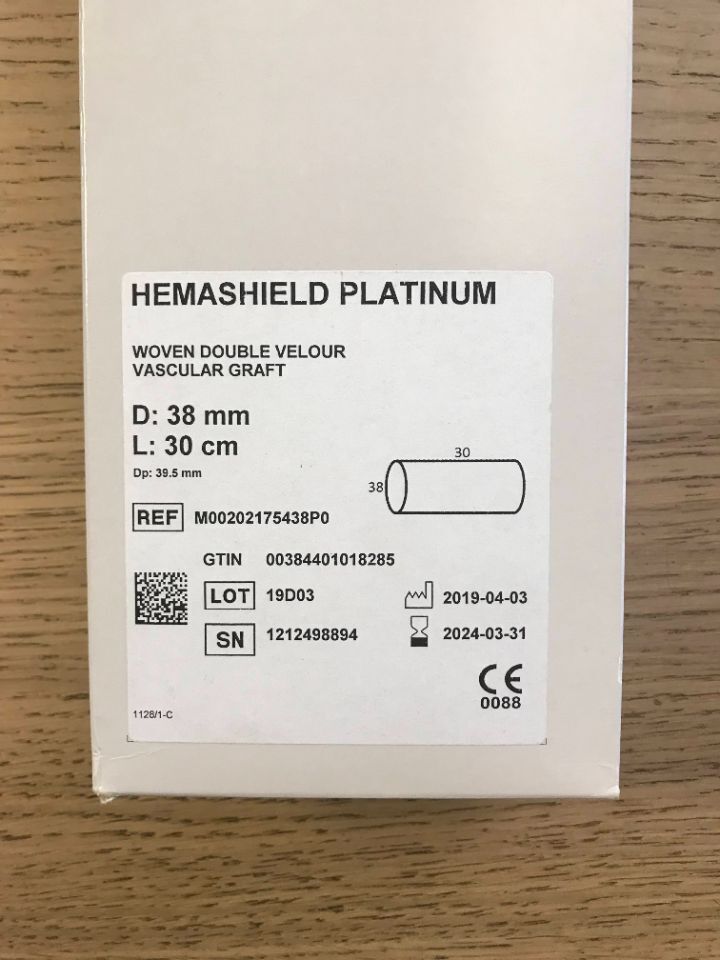 HEMASHIELD PLATINUM
WOVEN DOUBLE VELOUR
VASCULAR GRAFT
D: 38 mm
L: 30 cm
Dp: 39.5 mm
30
38
REF M00202175438P0
GTIN 00384401018285
LOT 19D03 2019-04-03
SN 1212498894 2024-03-31
CE
0088
1128/1-C